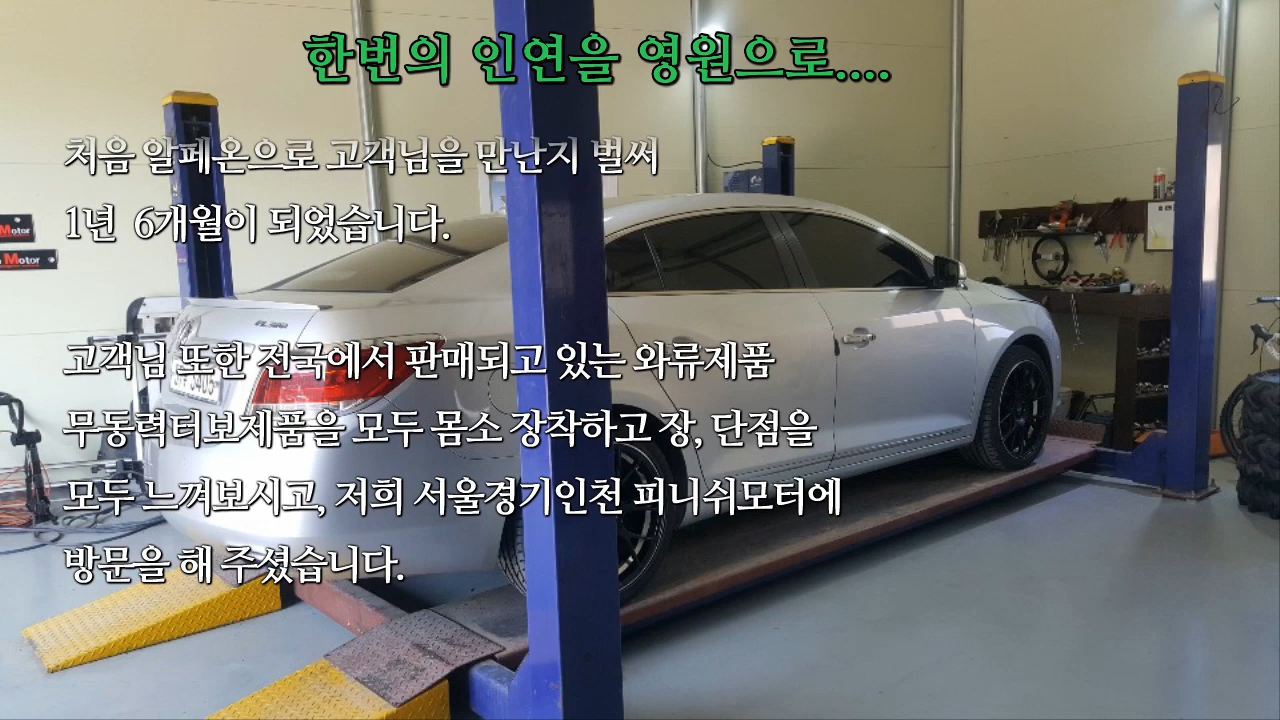 한번의 인연을 영원으로....
처음 알페온으로 고객님을 만난지 벌써
1년 6개월이 되었습니다.
Motor
Motor
고객님 또한 전국에서 판매되고 있는 와류제품
무동력터보제품을 모두 몸소 장착하고 장, 단점을
모두 느껴보시고, 저희 서울경기인천 피니쉬모터에
방문을 해 주셨습니다.